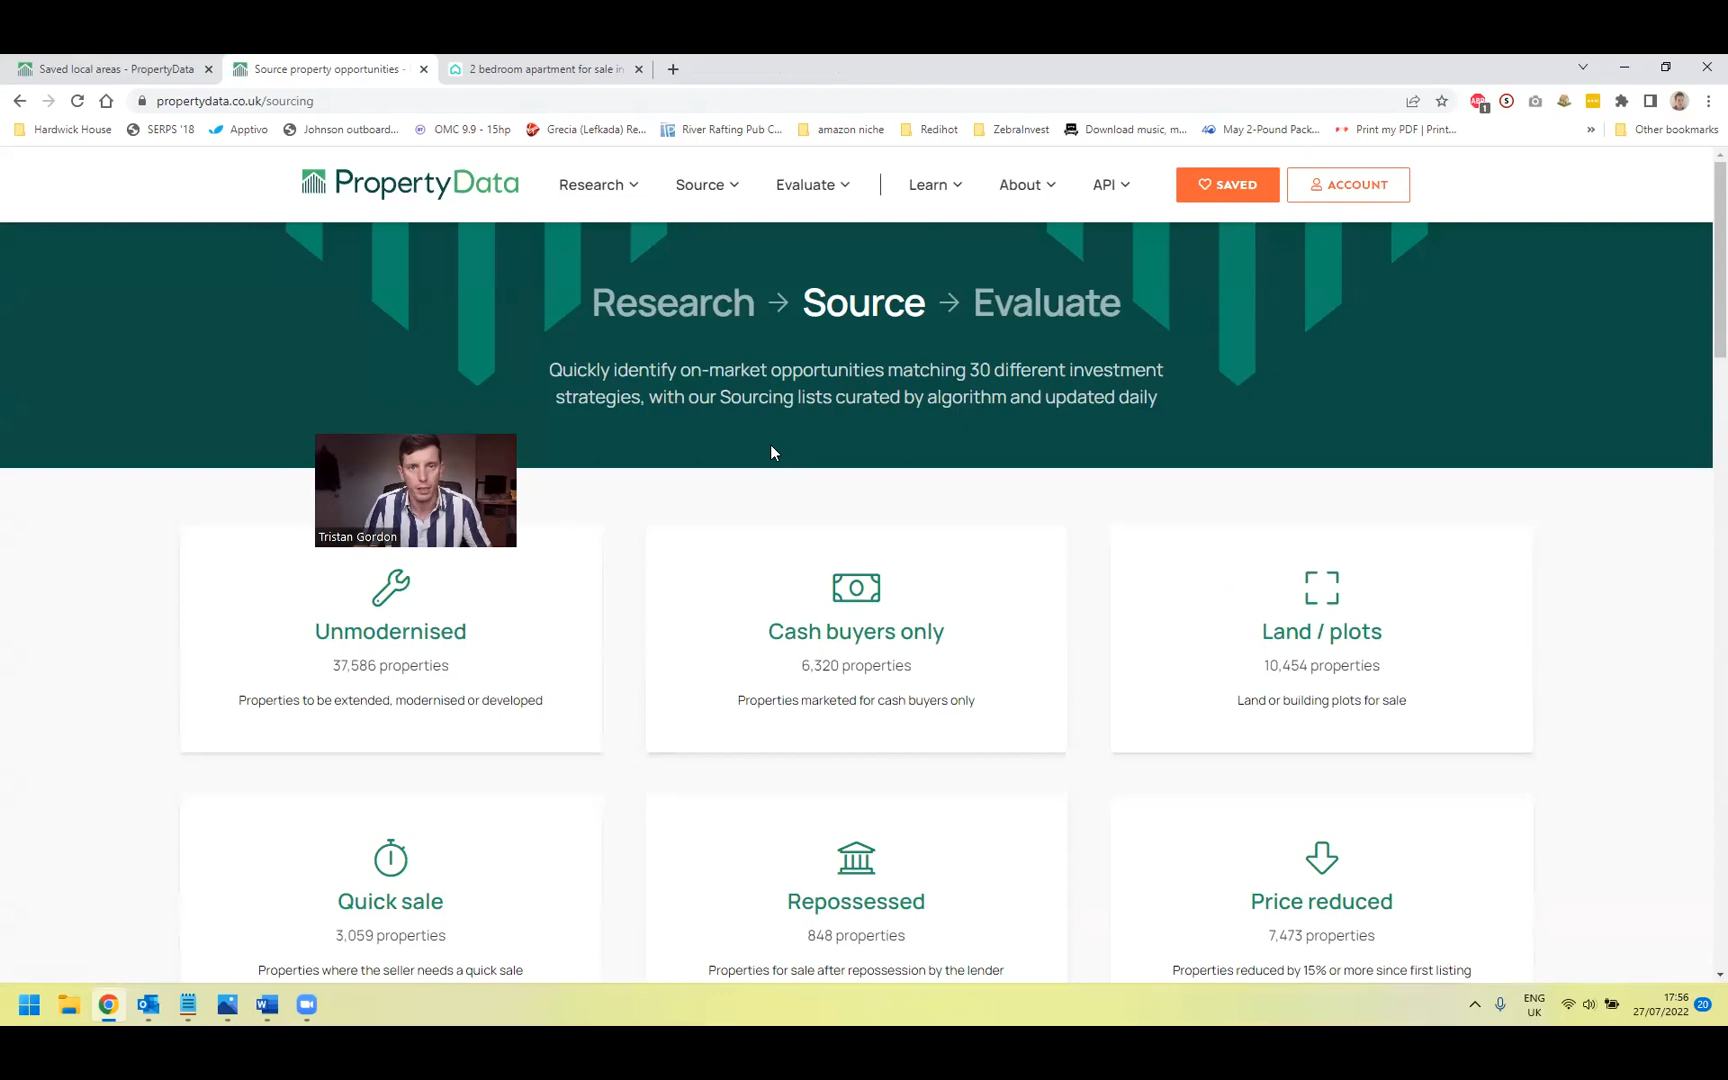 Saved local areas - PropertyData
Source property opportunities -
2 bedroom apartment for sale in
propertydata.co.uk/sourcing
Hardwick House
SERPS '18
Apptivo
Johnson outboard...
OMC 9.9 - 15hp
Grecia (Lefkada) Re...
River Rafting Pub C...
amazon niche
Redihot
ZebraInvest
Download music, m...
May 2-Pound Pack...
Print my PDF | Print...
»
Other bookmarks
PropertyData
Research
Source
Evaluate
Learn
About
API
SAVED
ACCOUNT
Research → Source → Evaluate
Quickly identify on-market opportunities matching 30 different investment
strategies, with our Sourcing lists curated by algorithm and updated daily
Tristan Gordon
Unmodernised
37,586 properties
Properties to be extended, modernised or developed
Cash buyers only
6,320 properties
Properties marketed for cash buyers only
Land / plots
10,454 properties
Land or building plots for sale
Quick sale
3,059 properties
Properties where the seller needs a quick sale
Repossessed
848 properties
Properties for sale after repossession by the lender
Price reduced
7,473 properties
Properties reduced by 15% or more since first listing
ENG
UK
17:56
27/07/2022
20